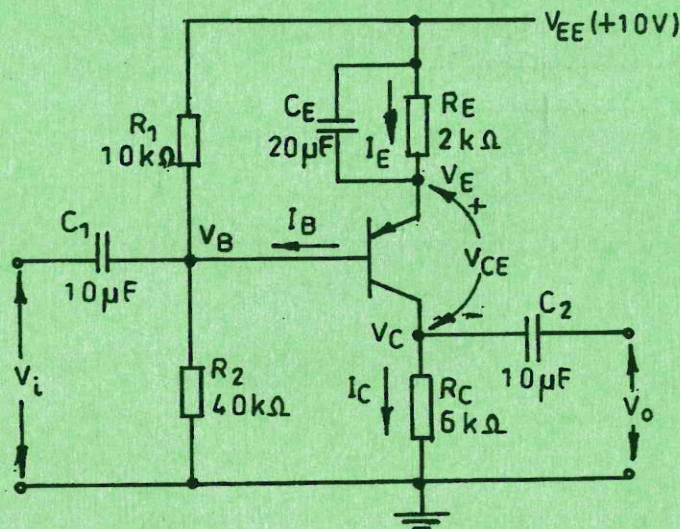 VEE (+10V)
CE
20µF
IE
RE
2kΩ
R1
10kΩ
VE
+
IB
VB
C1
10µF
VCE
-
VC
C2
10µF
Vi
R2
40kΩ
IC
RC
6kΩ
Vo